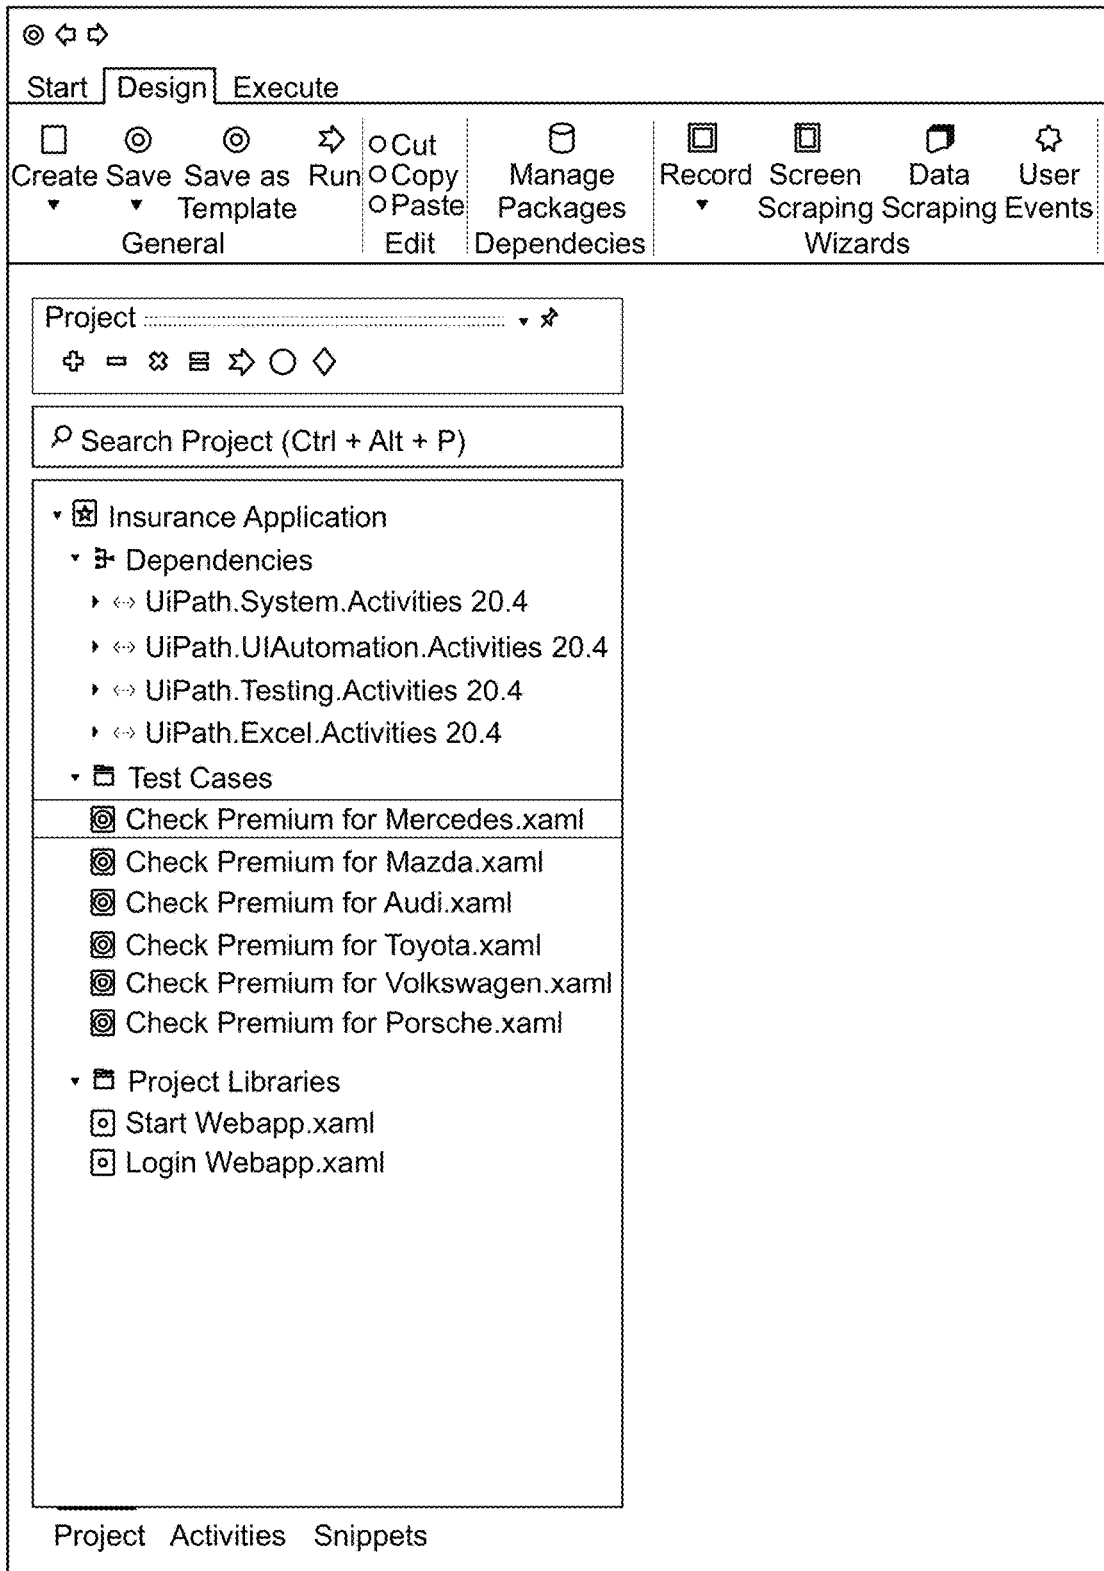 Start Design Execute
Cut
Create Save Save as Run Copy Manage Record Screen Data User
Template Paste Packages Scraping Scraping Events
General Edit Dependecies Wizards
Project
Search Project (Ctrl + Alt + P)
Insurance Application
Dependencies
UiPath.System.Activities 20.4
UiPath.UIAutomation.Activities 20.4
UiPath.Testing.Activities 20.4
UiPath.Excel.Activities 20.4
Test Cases
Check Premium for Mercedes.xaml
Check Premium for Mazda.xaml
Check Premium for Audi.xaml
Check Premium for Toyota.xaml
Check Premium for Volkswagen.xaml
Check Premium for Porsche.xaml
Project Libraries
Start Webapp.xaml
Login Webapp.xaml
Project Activities Snippets